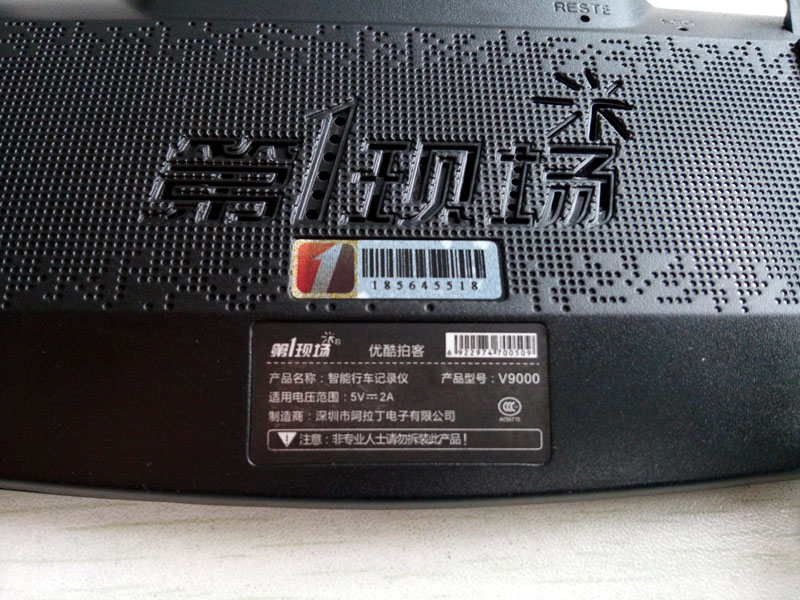 RESTE
第1现场
1
185645518
第1现场 优酷拍客
6922974700509
产品名称：智能行车记录仪 产品型号：V9000
适用电压范围：5V⎓2A
制造商：深圳市阿拉丁电子有限公司
注意：非专业人士请勿拆装此产品！